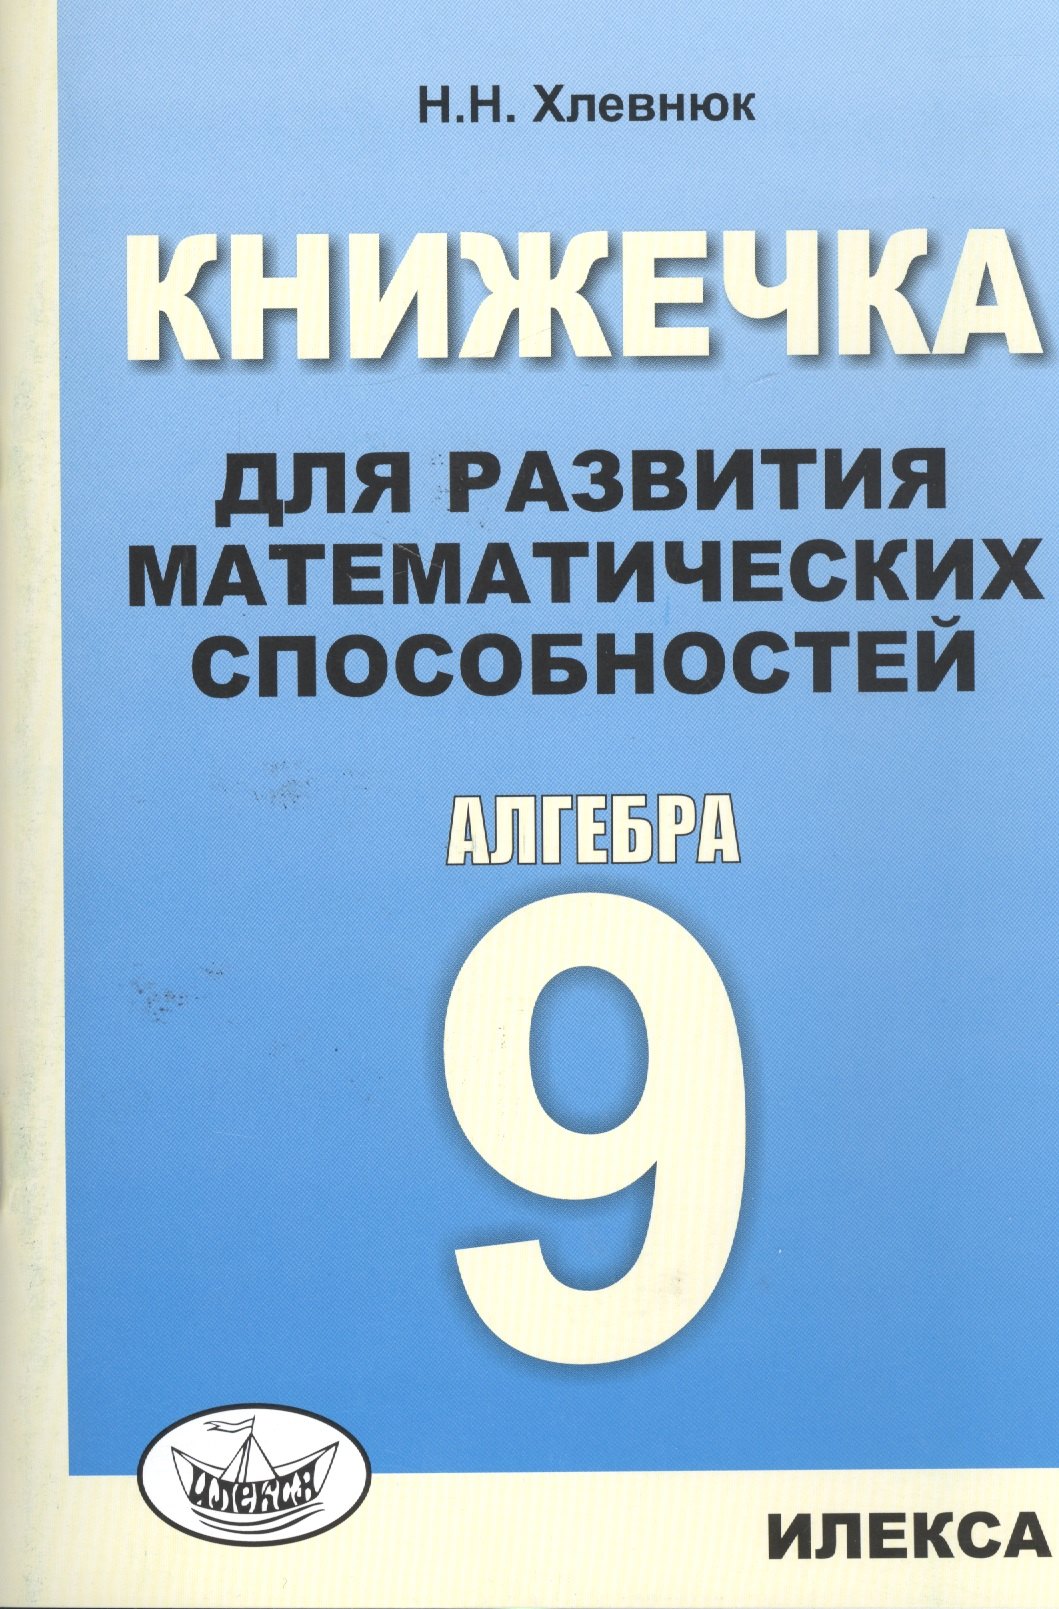 Н.Н. Хлевнюк
КНИЖЕЧКА
ДЛЯ РАЗВИТИЯ
МАТЕМАТИЧЕСКИХ
СПОСОБНОСТЕЙ
АЛГЕБРА
9
ИЛЕКСА
ИЛЕКСА